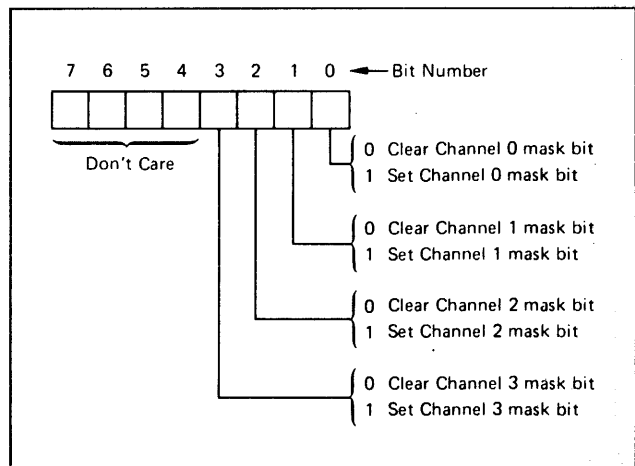 7 6 5 4 3 2 1 0 Bit Number
Don't Care
0 Clear Channel 0 mask bit
1 Set Channel 0 mask bit
0 Clear Channel 1 mask bit
1 Set Channel 1 mask bit
0 Clear Channel 2 mask bit
1 Set Channel 2 mask bit
0 Clear Channel 3 mask bit
1 Set Channel 3 mask bit